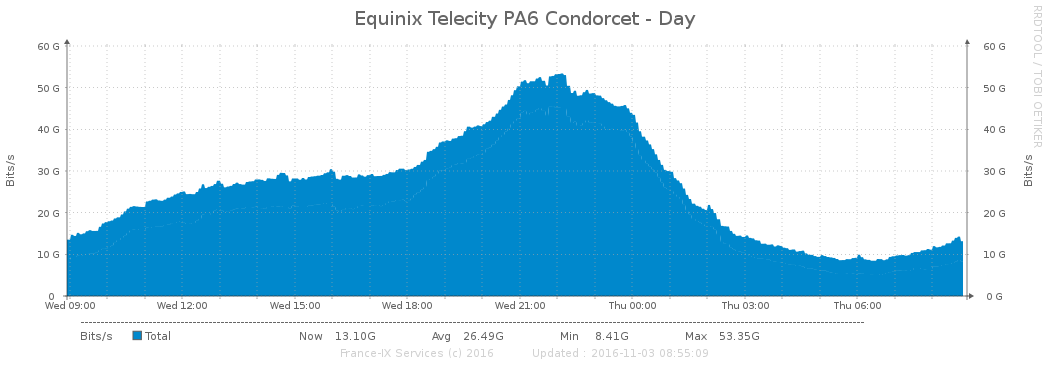 Equinix Telecity PA6 Condorcet - Day
RRDTOOL / TOBI OETIKER
Bits/s
60 G
50 G
40 G
30 G
20 G
10 G
0
60 G
50 G
40 G
30 G
20 G
10 G
0 G
Bits/s
Wed 09:00 Wed 12:00 Wed 15:00 Wed 18:00 Wed 21:00 Thu 00:00 Thu 03:00 Thu 06:00
Bits/s Total Now 13.10G Avg 26.49G Min 8.41G Max 53.35G
France-IX Services (c) 2016 Updated : 2016-11-03 08:55:09